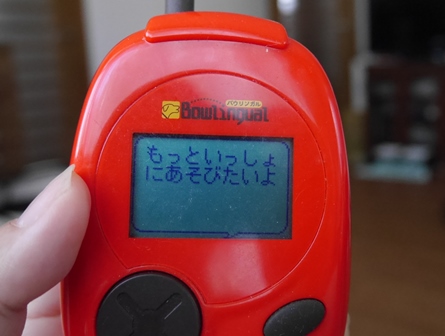 バウリンガル
BowLingual
もっといっしょ
にあそびたいよ